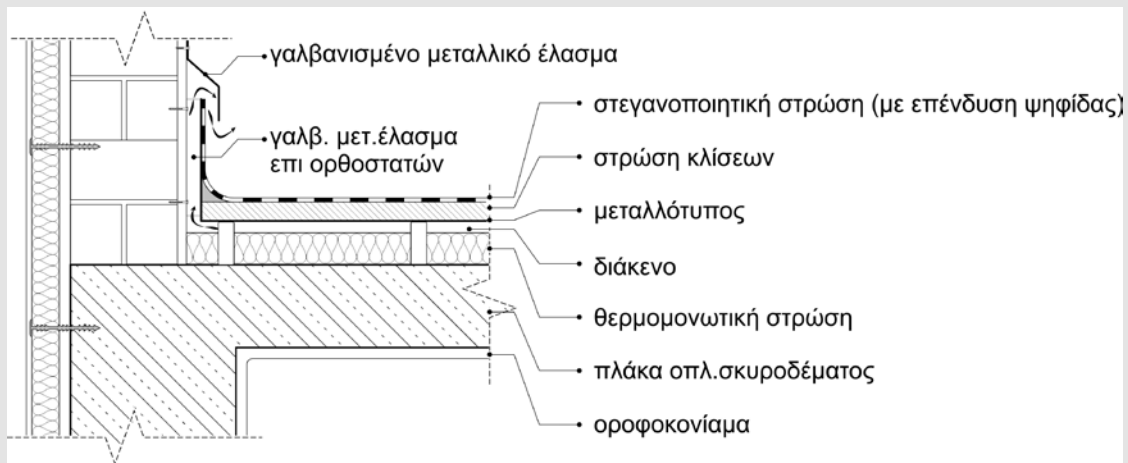 γαλβανισμένο μεταλλικό έλασμα
στεγανοποιητική στρώση (με επένδυση ψηφίδας)
γαλβ. μετ.έλασμα
επι ορθοστατών
στρώση κλίσεων
μεταλλότυπος
διάκενο
θερμομονωτική στρώση
πλάκα οπλ.σκυροδέματος
οροφοκονίαμα